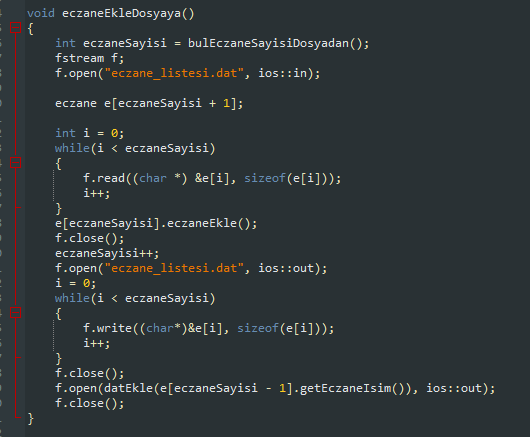 void eczaneEkleDosyaya()
{
int eczaneSayisi = bulEczaneSayisiDosyadan();
fstream f;
f.open("eczane_listesi.dat", ios::in);
eczane e[eczaneSayisi + 1];
int i = 0;
while(i < eczaneSayisi)
{
f.read((char *) &e[i], sizeof(e[i]));
i++;
}
e[eczaneSayisi].eczaneEkle();
f.close();
eczaneSayisi++;
f.open("eczane_listesi.dat", ios::out);
i = 0;
while(i < eczaneSayisi)
{
f.write((char*)&e[i], sizeof(e[i]));
i++;
}
f.close();
f.open(datEkle(e[eczaneSayisi - 1].getEczaneIsim()), ios::out);
f.close();
}